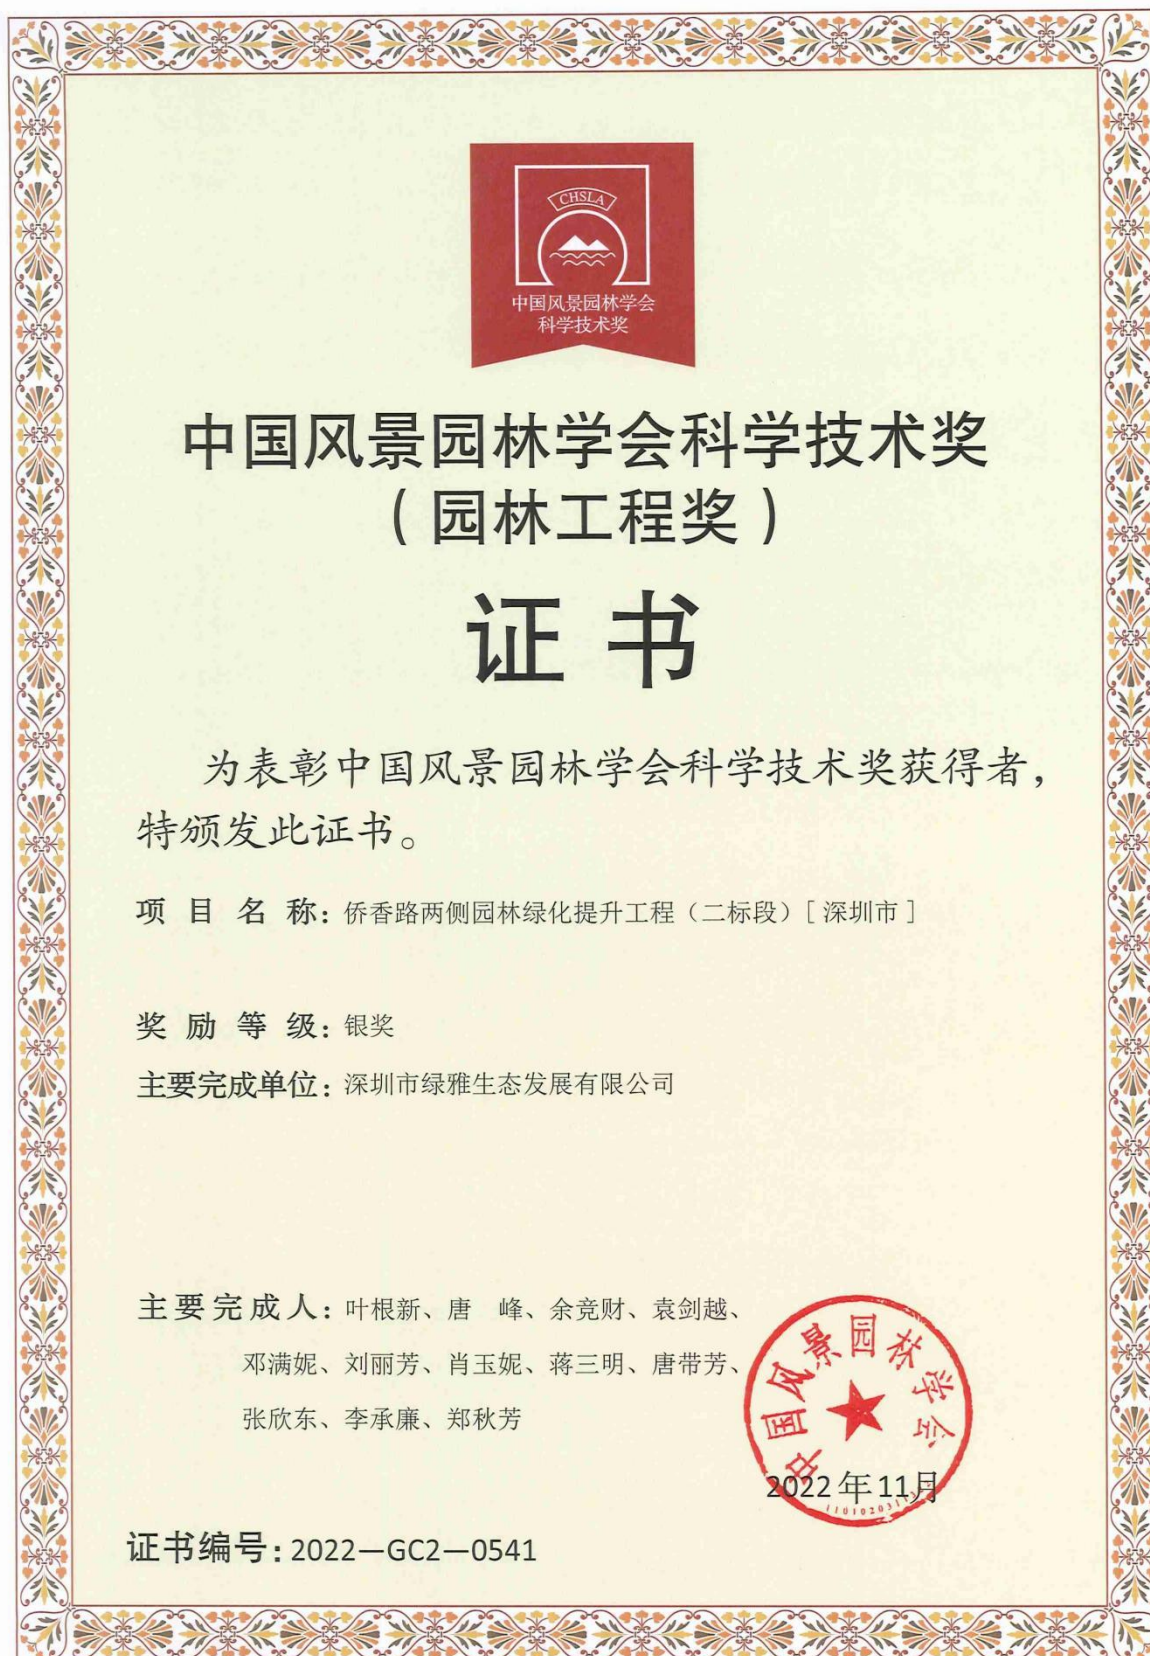 CHSLA
中国风景园林学会
科学技术奖
中国风景园林学会科学技术奖
（园林工程奖）
证书
为表彰中国风景园林学会科学技术奖获得者，
特颁发此证书。
项目名称：侨香路两侧园林绿化提升工程（二标段）[深圳市]
奖励等级：银奖
主要完成单位：深圳市绿雅生态发展有限公司
主要完成人：叶根新、唐　峰、余竞财、袁剑越、
邓满妮、刘丽芳、肖玉妮、蒋三明、唐带芳、
张欣东、李承廉、郑秋芳
中国风景园林学会
2022年11月
证书编号：2022—GC2—0541